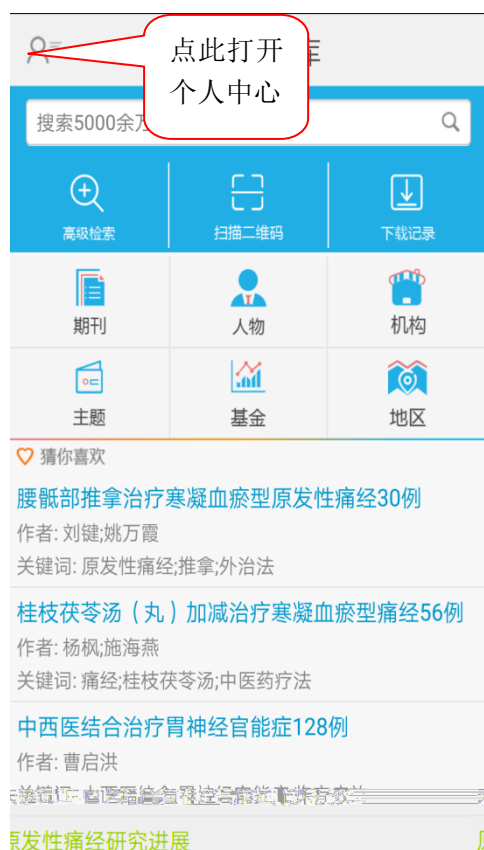 点此打开
个人中心
库
搜索5000余万
高级检索
扫描二维码
下载记录
期刊
人物
机构
主题
基金
地区
猜你喜欢
腰骶部推拿治疗寒凝血瘀型原发性痛经30例
作者: 刘键;姚万霞
关键词: 原发性痛经;推拿;外治法
桂枝茯苓汤（丸）加减治疗寒凝血瘀型痛经56例
作者: 杨枫;施海燕
关键词: 痛经;桂枝茯苓汤;中医药疗法
中西医结合治疗胃神经官能症128例
作者: 曹启洪
原发性痛经研究进展